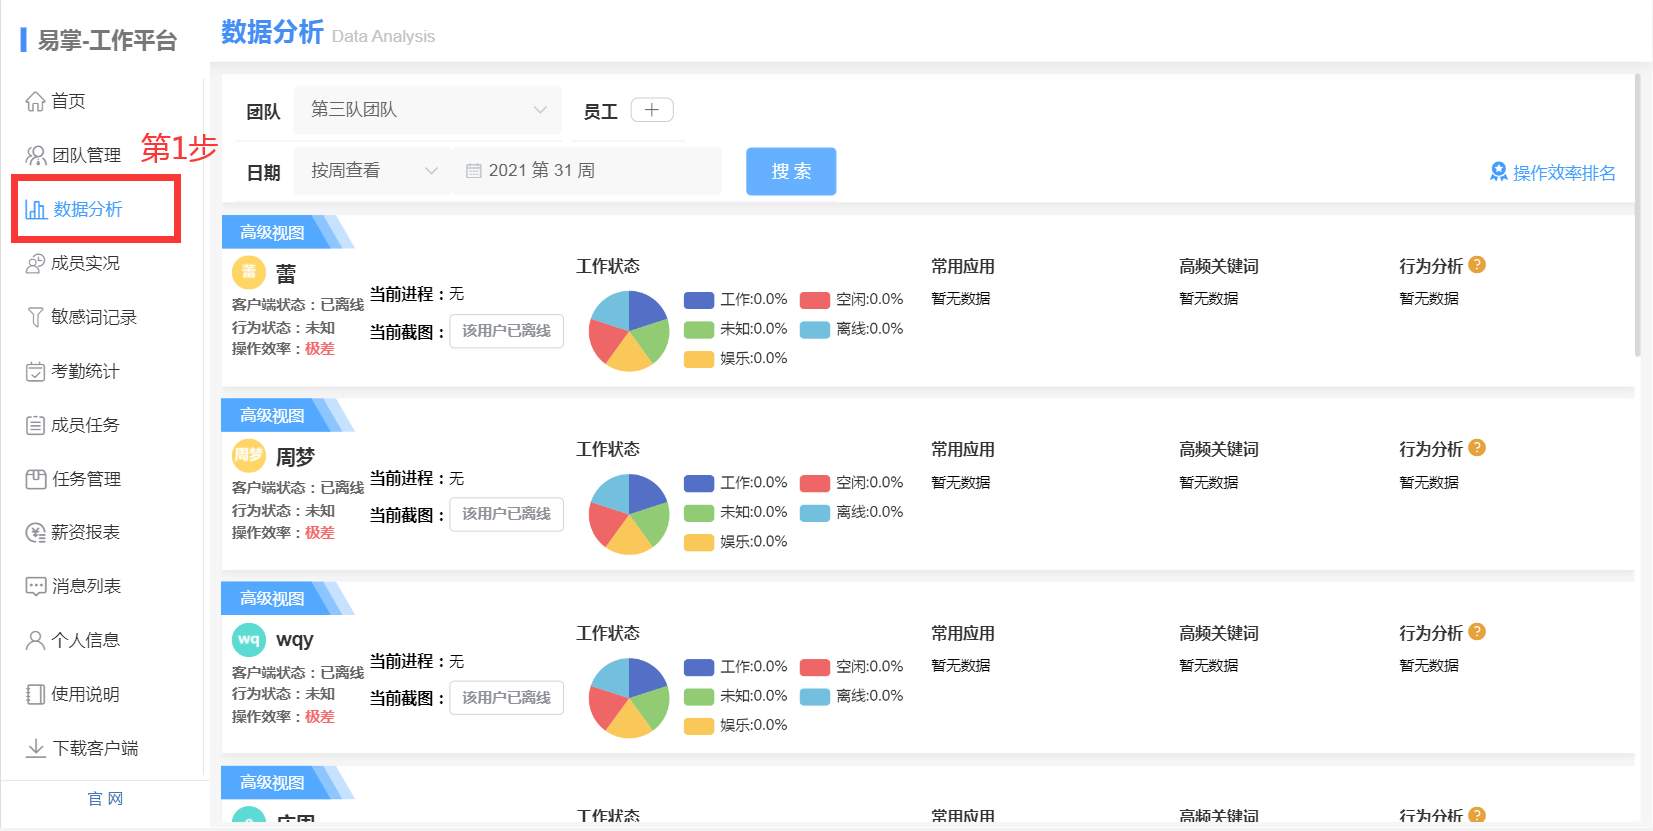 易掌-工作平台
数据分析 Data Analysis
首页
团队管理
第1步
数据分析
成员实况
敏感词记录
考勤统计
成员任务
任务管理
薪资报表
消息列表
个人信息
使用说明
下载客户端
官 网
团队 第三队团队 员工
日期 按周查看 2021 第 31 周 搜 索
操作效率排名
高级视图
蕾 蕾
客户端状态：已离线
行为状态：未知
操作效率：极差
当前进程：无
当前截图： 该用户已离线
工作状态
工作:0.0% 空闲:0.0%
未知:0.0% 离线:0.0%
娱乐:0.0%
常用应用
暂无数据
高频关键词
暂无数据
行为分析 ?
暂无数据
高级视图
周梦 周梦
客户端状态：已离线
行为状态：未知
操作效率：极差
当前进程：无
当前截图： 该用户已离线
工作状态
工作:0.0% 空闲:0.0%
未知:0.0% 离线:0.0%
娱乐:0.0%
常用应用
暂无数据
高频关键词
暂无数据
行为分析 ?
暂无数据
高级视图
wq wqy
客户端状态：已离线
行为状态：未知
操作效率：极差
当前进程：无
当前截图： 该用户已离线
工作状态
工作:0.0% 空闲:0.0%
未知:0.0% 离线:0.0%
娱乐:0.0%
常用应用
暂无数据
高频关键词
暂无数据
行为分析 ?
暂无数据
高级视图
工作状态
常用应用
高频关键词
行为分析 ?